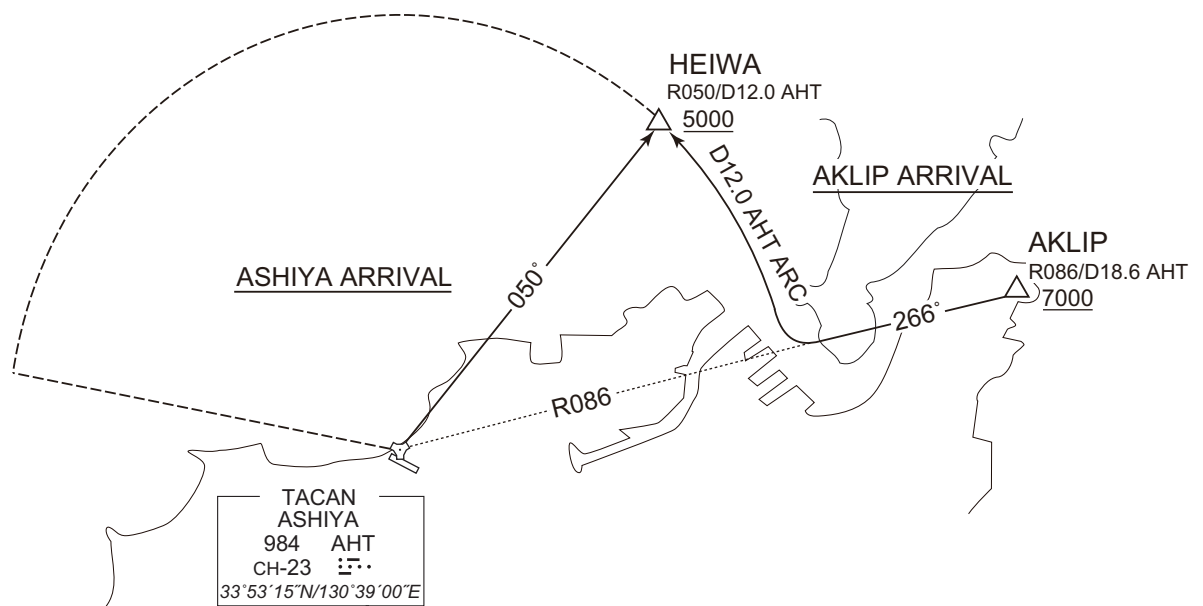 HEIWA
R050/D12.0 AHT
5000
D12.0 AHT ARC
AKLIP ARRIVAL
AKLIP
R086/D18.6 AHT
7000
ASHIYA ARRIVAL
050°
266°
R086
TACAN
ASHIYA
984 AHT
CH-23
33°53´15˝N/130°39´00˝E